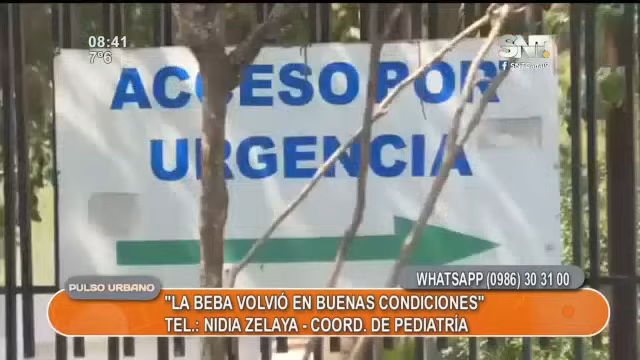 08:41
7°6
SNT
ACCESO POR
URGENCIA
PULSO URBANO
WHATSAPP (0986) 30 31 00
"LA BEBA VOLVIÓ EN BUENAS CONDICIONES"
TEL.: NIDIA ZELAYA - COORD. DE PEDIATRÍA